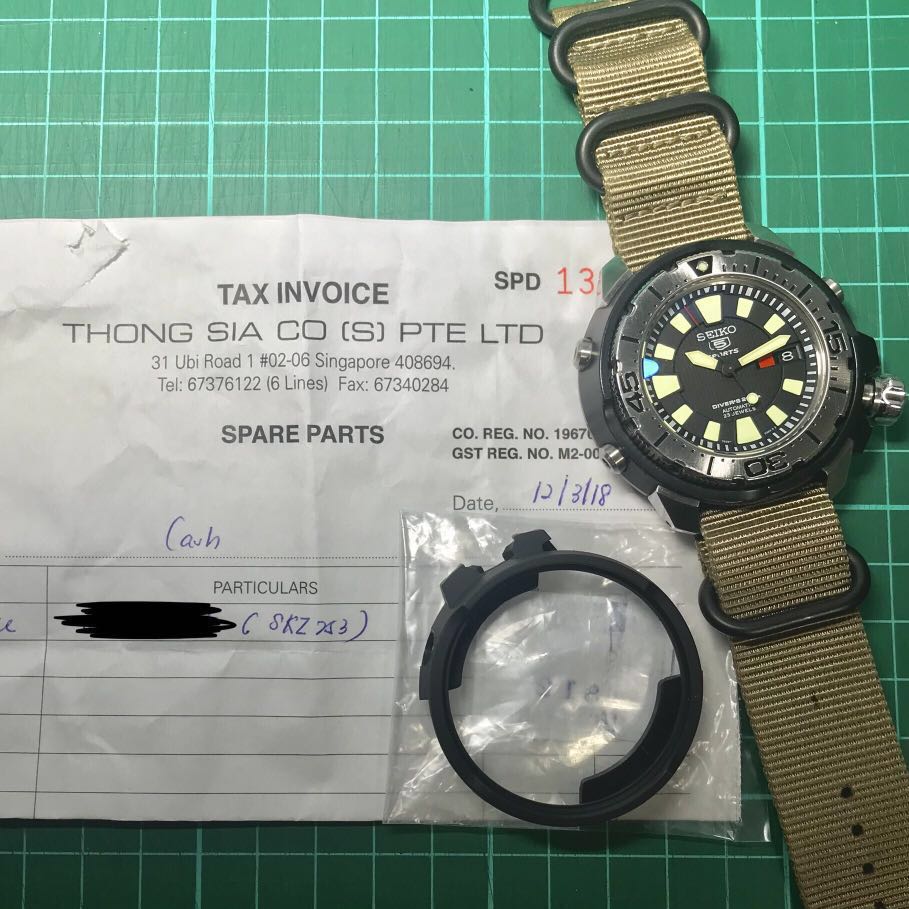 TAX INVOICE
SPD 13
THONG SIA CO (S) PTE LTD
31 Ubi Road 1 #02-06 Singapore 408694.
Tel: 67376122 (6 Lines) Fax: 67340284
SPARE PARTS
CO. REG. NO. 1967
GST REG. NO. M2-00
Date, 12/3/18
Cash
PARTICULARS
(SKZ 253)
SEIKO
5
SPORTS
8
DIVER'S
AUTOMATIC
23 JEWELS
15
30
45